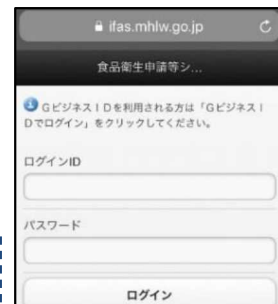 ifas.mhlw.go.jp
食品衛生申請等シ...
GビジネスIDを利用される方は「GビジネスI
Dでログイン」をクリックしてください。
ログインID
パスワード
ログイン